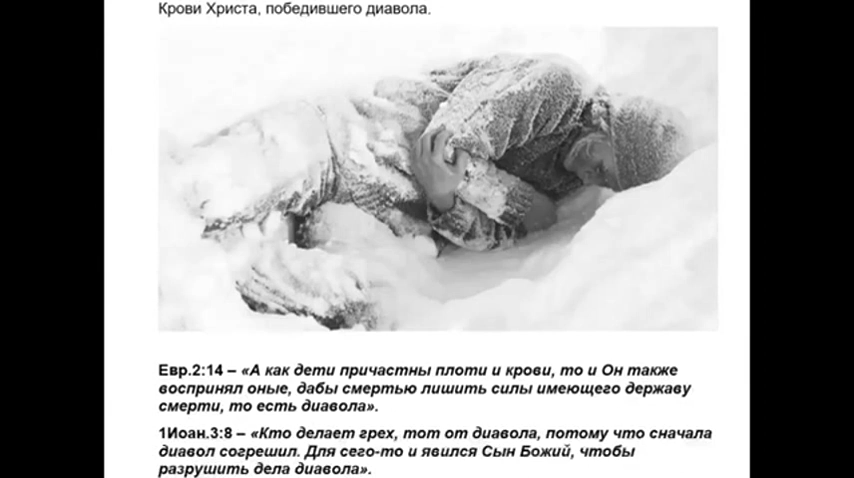 Крови Христа, победившего диавола.
Евр.2:14 – «А как дети причастны плоти и крови, то и Он также
воспринял оные, дабы смертью лишить силы имеющего державу
смерти, то есть диавола».
1Иоан.3:8 – «Кто делает грех, тот от диавола, потому что сначала
диавол согрешил. Для сего-то и явился Сын Божий, чтобы
разрушить дела диавола».